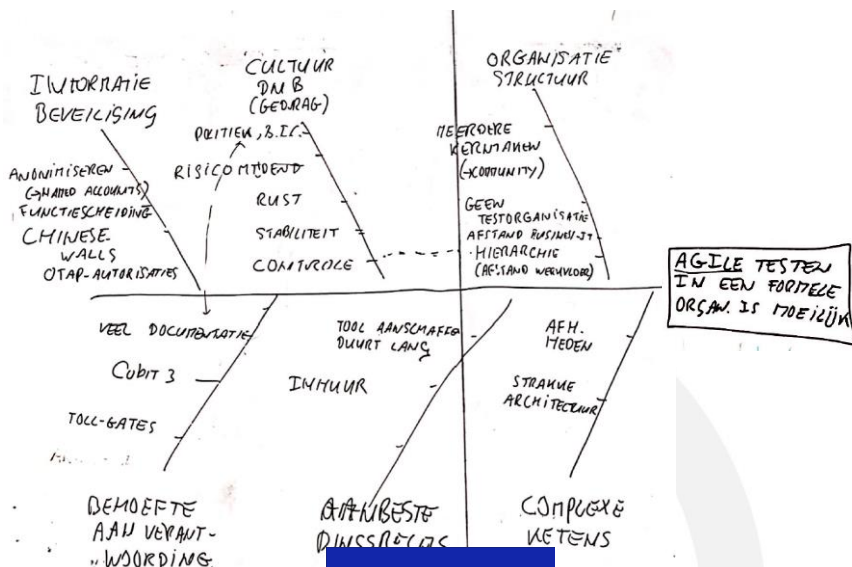 INFORMATIE
BEVEILIGING
ANONIMISEREN
ACCOUNTS)
FUNCTIESCHEIDING
CHINESE-
WALLS
OTAP-AUTORISATIES
CULTUUR
DNB
(GEDRAG)
POLITIEK, B.I.C.
RISICOMIJDEND
RUST
STABILITEIT
CONTROLE
ORGANISATIE
STRUCTUUR
MEERDERE
KERNTAKEN
(→COMMUNITY)
GEEN
TESTORGANISATIE
AFSTAND BUSINESS-IT
HIERARCHIE
(AFSTAND WERKVLOER)
AGILE TESTEN
IN EEN FORMELE
ORGAN. IS MOEILIJK
VEEL DOCUMENTATIE
CobiT 3
TOLL-GATES
BEHOEFTE
AAN VERANT-
WOORDING
TOOL AANSCHAFFEN
DUURT LANG
INHUUR
AANBESTE
DINGSREGELS
AFH.
HEDEN
STRAKKE
ARCHITECTUUR
COMPLEXE
KETENS